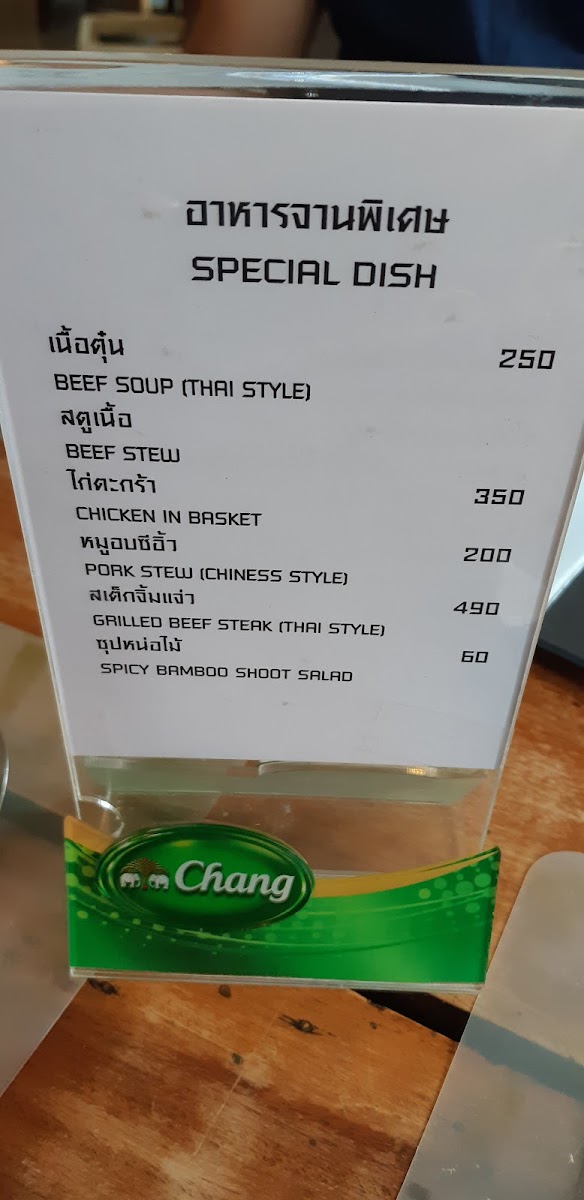 อาหารจานพิเศษ
SPECIAL DISH
เนื้อตุ๋น 250
BEEF SOUP (THAI STYLE)
สตูเนื้อ
BEEF STEW
ไก่ตะกร้า 350
CHICKEN IN BASKET
หมูอบซีอิ้ว 200
PORK STEW (CHINESS STYLE)
สเต็กจิ้มแจ่ว 490
GRILLED BEEF STEAK (THAI STYLE)
ซุปหน่อไม้ 60
SPICY BAMBOO SHOOT SALAD
Chang